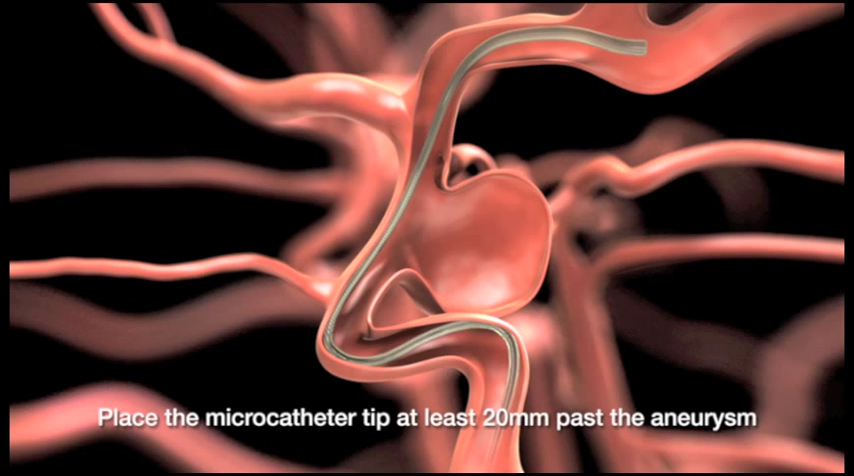 Place the microcatheter tip at least 20mm past the aneurysm